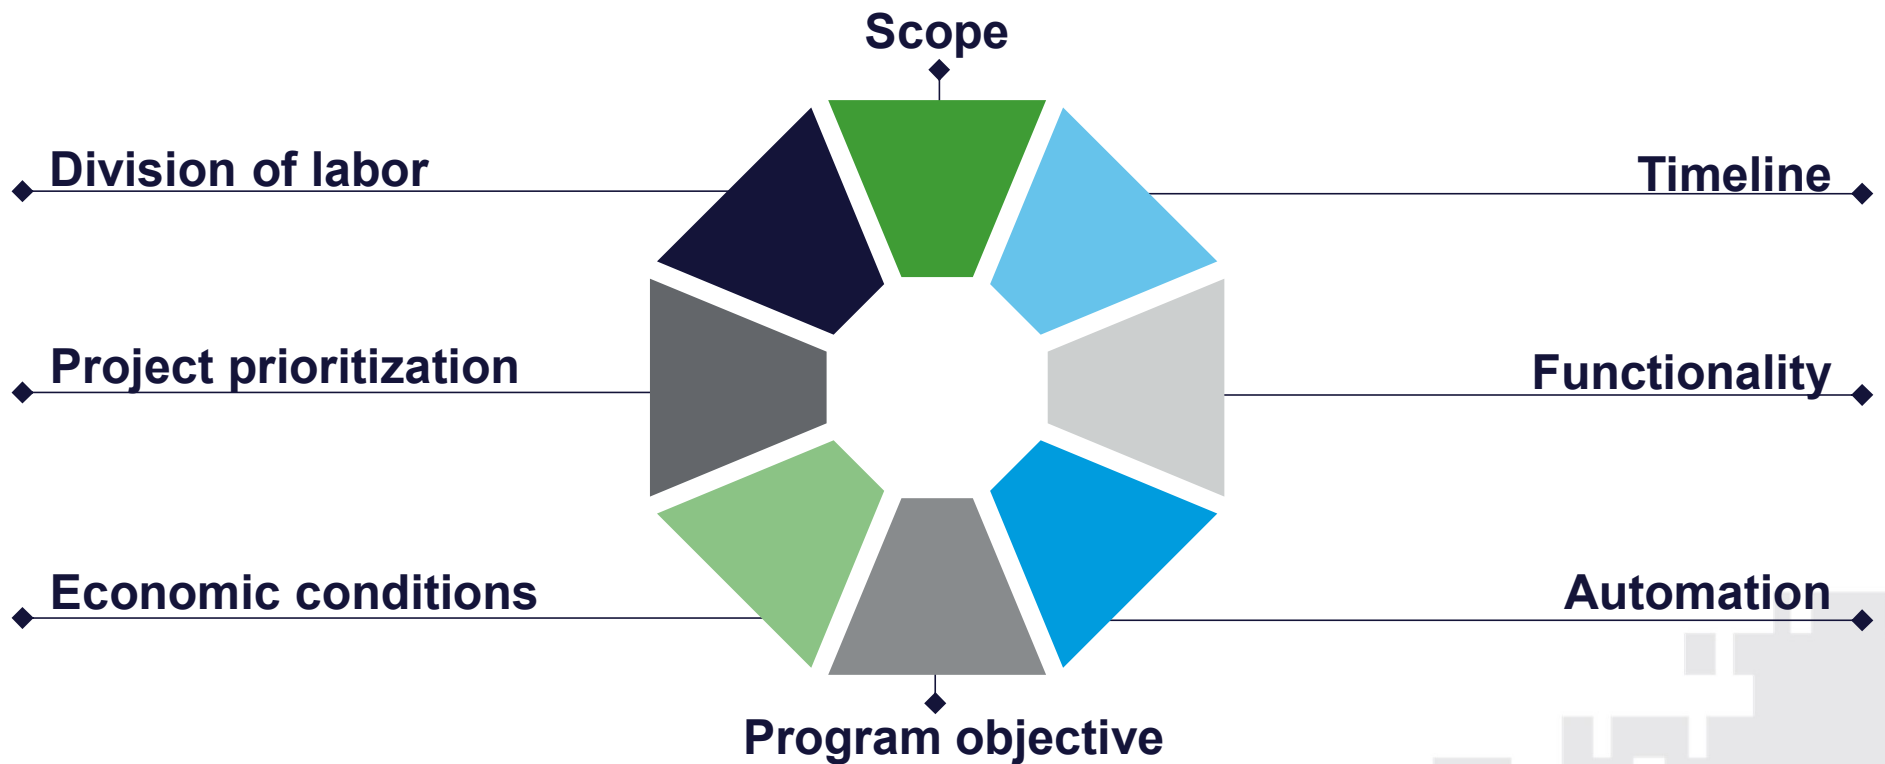 Scope
Division of labor
Timeline
Project prioritization
Functionality
Economic conditions
Automation
Program objective